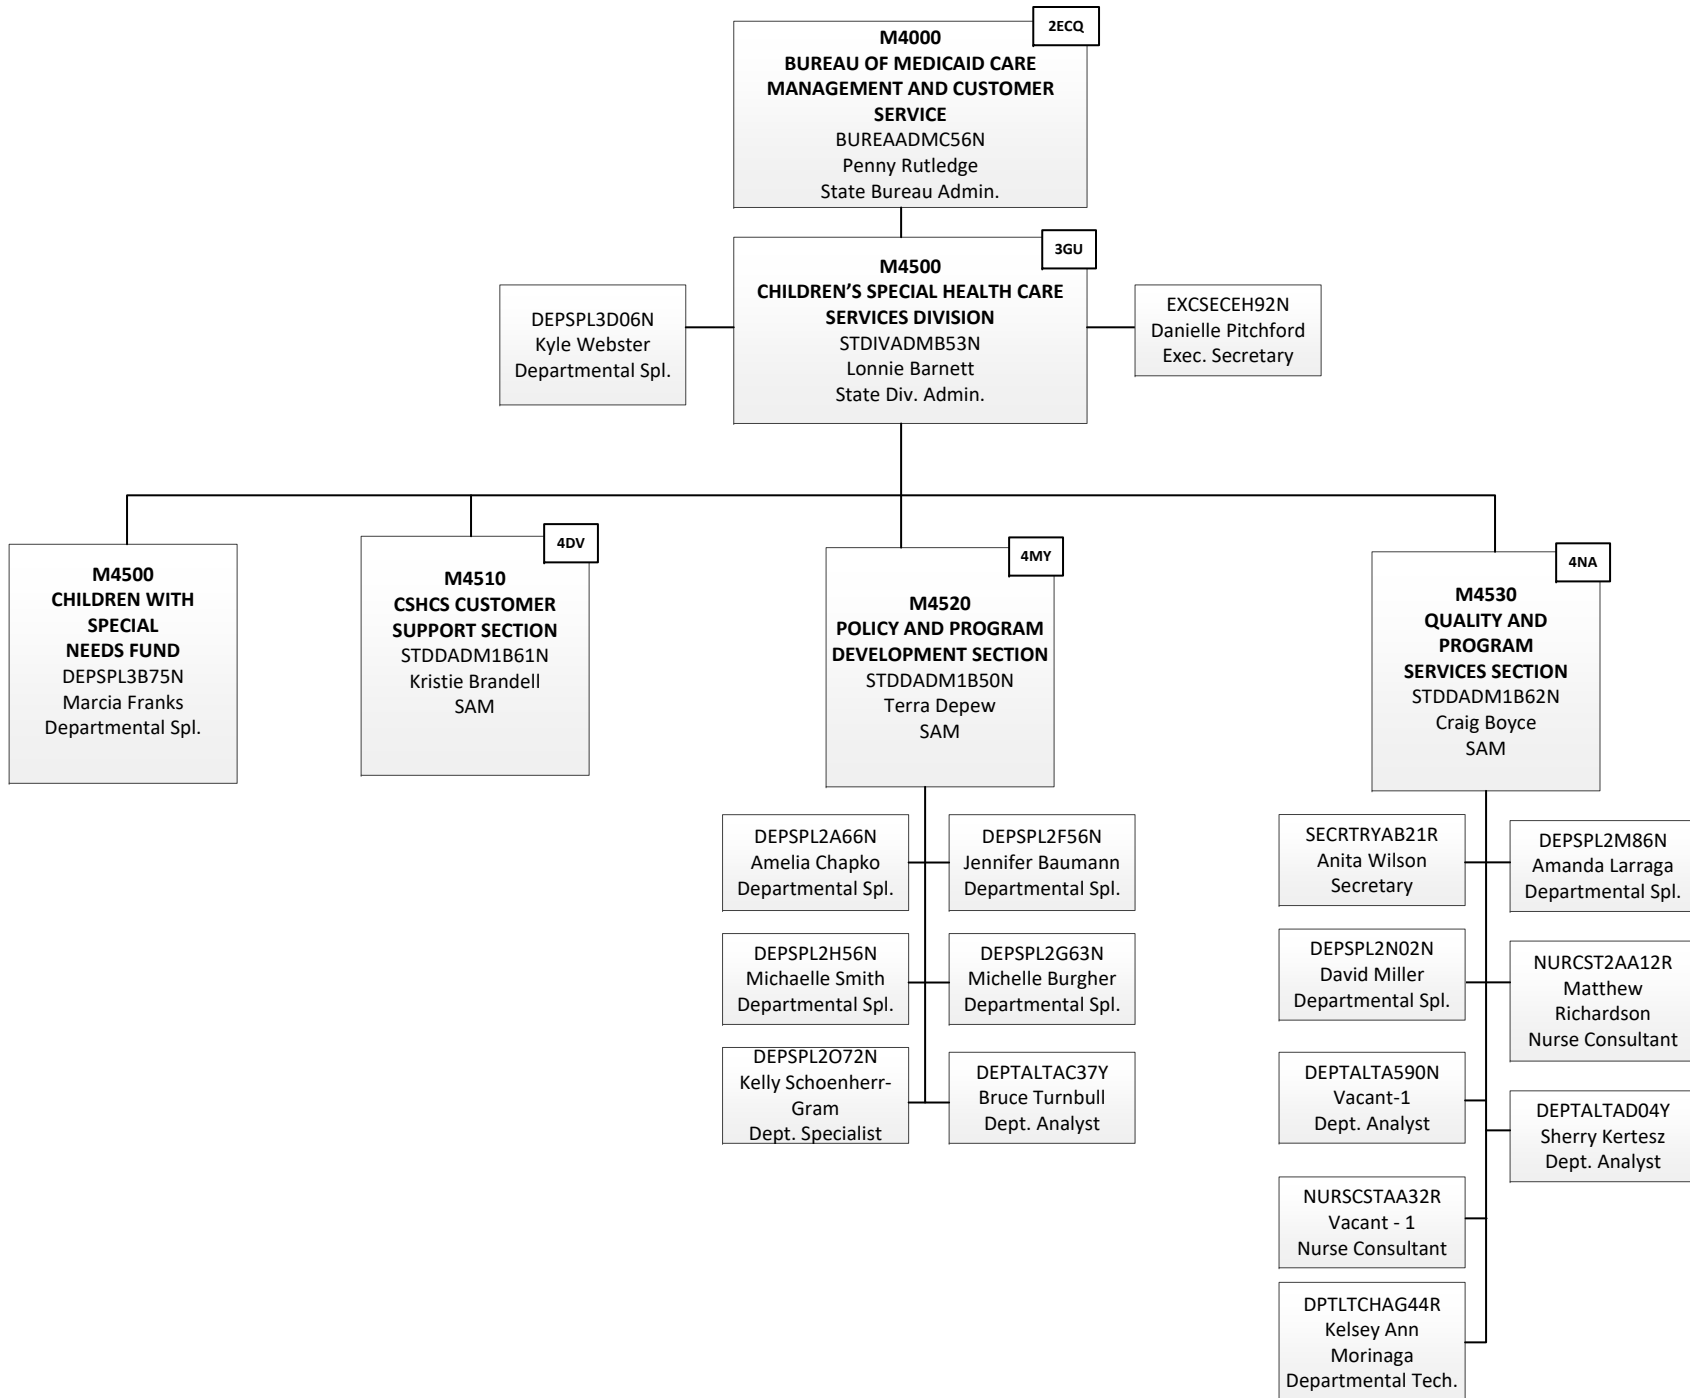 2ECQ
M4000
BUREAU OF MEDICAID CARE
MANAGEMENT AND CUSTOMER
SERVICE
BUREAADMC56N
Penny Rutledge
State Bureau Admin.
3GU
M4500
CHILDREN’S SPECIAL HEALTH CARE
SERVICES DIVISION
STDIVADMB53N
Lonnie Barnett
State Div. Admin.
DEPSPL3D06N
Kyle Webster
Departmental Spl.
EXCSECEH92N
Danielle Pitchford
Exec. Secretary
M4500
CHILDREN WITH
SPECIAL
NEEDS FUND
DEPSPL3B75N
Marcia Franks
Departmental Spl.
4DV
M4510
CSHCS CUSTOMER
SUPPORT SECTION
STDDADM1B61N
Kristie Brandell
SAM
4MY
M4520
POLICY AND PROGRAM
DEVELOPMENT SECTION
STDDADM1B50N
Terra Depew
SAM
4NA
M4530
QUALITY AND
PROGRAM
SERVICES SECTION
STDDADM1B62N
Craig Boyce
SAM
DEPSPL2A66N
Amelia Chapko
Departmental Spl.
DEPSPL2F56N
Jennifer Baumann
Departmental Spl.
DEPSPL2H56N
Michaelle Smith
Departmental Spl.
DEPSPL2G63N
Michelle Burgher
Departmental Spl.
DEPSPL2O72N
Kelly Schoenherr-
Gram
Dept. Specialist
DEPTALTAC37Y
Bruce Turnbull
Dept. Analyst
SECRTRYAB21R
Anita Wilson
Secretary
DEPSPL2M86N
Amanda Larraga
Departmental Spl.
DEPSPL2N02N
David Miller
Departmental Spl.
NURCST2AA12R
Matthew
Richardson
Nurse Consultant
DEPTALTA590N
Vacant-1
Dept. Analyst
DEPTALTAD04Y
Sherry Kertesz
Dept. Analyst
NURSCSTAA32R
Vacant - 1
Nurse Consultant
DPTLTCHAG44R
Kelsey Ann
Morinaga
Departmental Tech.